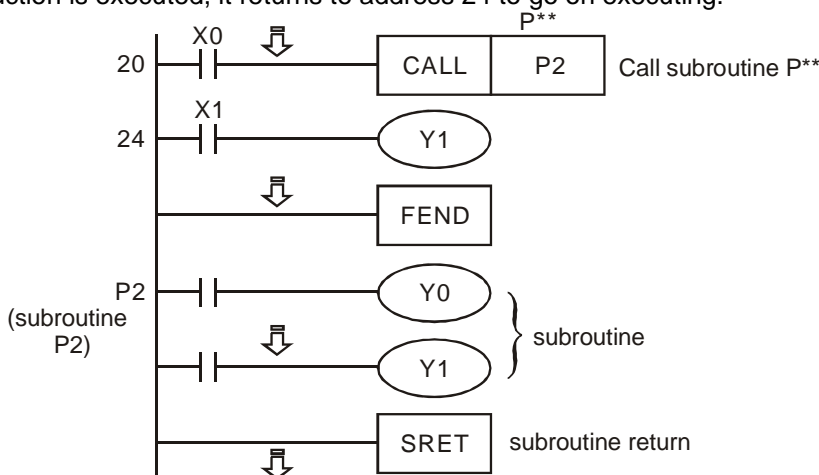 action is executed, it returns to address 24 to go on executing.
P**
X0
20 CALL P2 Call subroutine P**
X1
24 Y1
FEND
P2 Y0
(subroutine
P2)
subroutine
Y1
SRET subroutine return